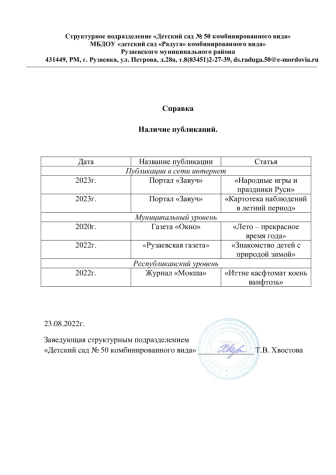 Структурное подразделение «Детский сад № 50 комбинированного вида»
МБДОУ «детский сад «Радуга» комбинированного вида»
Рузаевского муниципального района
431449, РМ, г. Рузаевка, ул. Петрова, д.28а, т.8(83451)2-27-39, ds.raduga.50@e-mordovia.ru
Справка
Наличие публикаций.
Дата Название публикации Статья
Публикации в сети интернет
2023г. Портал «Завуч» «Народные игры и
праздники Руси»
2023г. Портал «Завуч» «Картотека наблюдений
в летний период»
Муниципальный уровень
2020г. Газета «Окно» «Лето – прекрасное
время года»
2022г. «Рузаевская газета» «Знакомство детей с
природой зимой»
Республиканский уровень
2022г. Журнал «Мокша» «Иттне касфтомат коень
ванфтозь»
23.08.2022г.
Заведующая структурным подразделением
«Детский сад № 50 комбинированного вида» Т.В. Хвостова